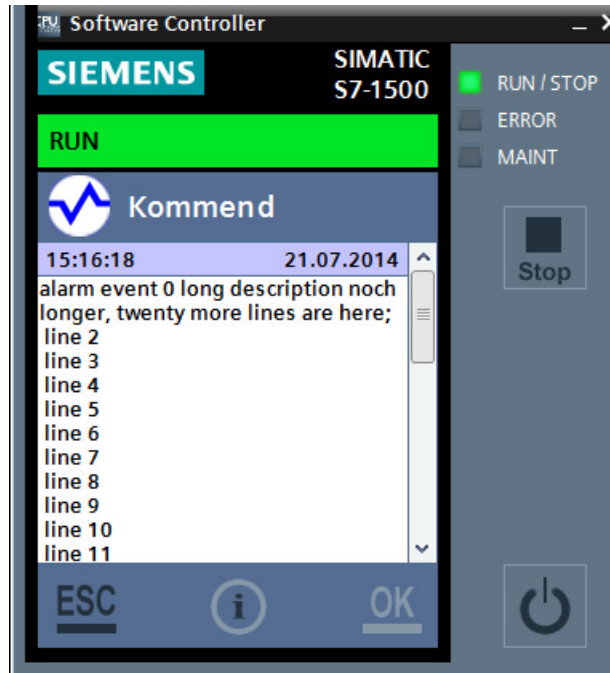 CPU Software Controller
SIEMENS
SIMATIC
S7-1500
RUN / STOP
ERROR
MAINT
RUN
Kommend
15:16:18 21.07.2014
alarm event 0 long description noch
longer, twenty more lines are here;
line 2
line 3
line 4
line 5
line 6
line 7
line 8
line 9
line 10
line 11
Stop
ESC
i
OK